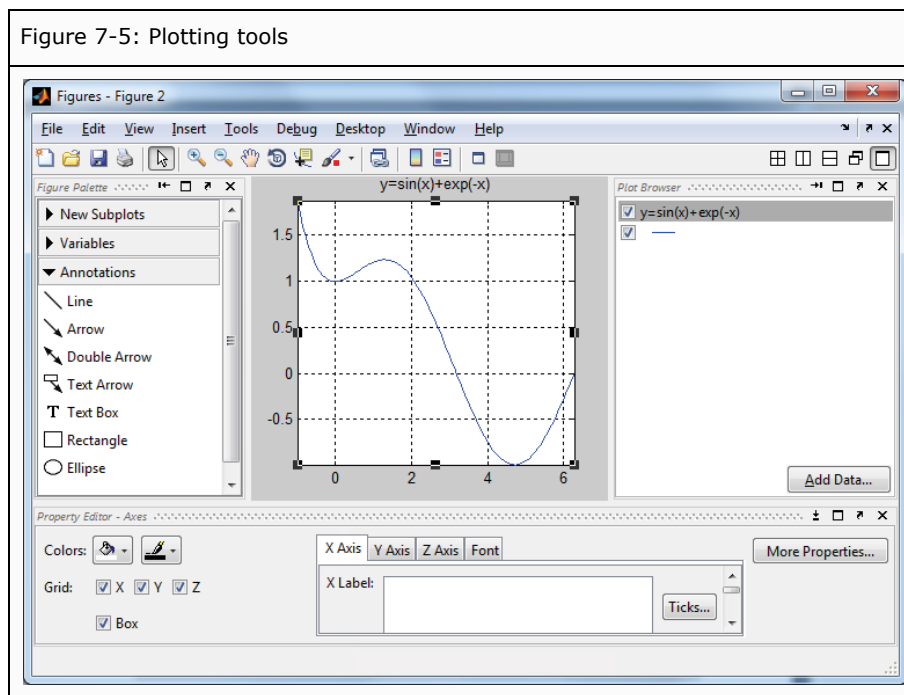 Figure 7-5: Plotting tools
Figures - Figure 2
File Edit View Insert Tools Debug Desktop Window Help
Figure Palette
y=sin(x)+exp(-x)
Plot Browser
New Subplots
Variables
Annotations
Line
Arrow
Double Arrow
Text Arrow
T Text Box
Rectangle
Ellipse
1.5
1
0.5
0
-0.5
0 2 4 6
y=sin(x)+exp(-x)
Add Data...
Property Editor - Axes
Colors:
Grid: X Y Z
Box
X Axis Y Axis Z Axis Font
X Label:
Ticks...
More Properties...